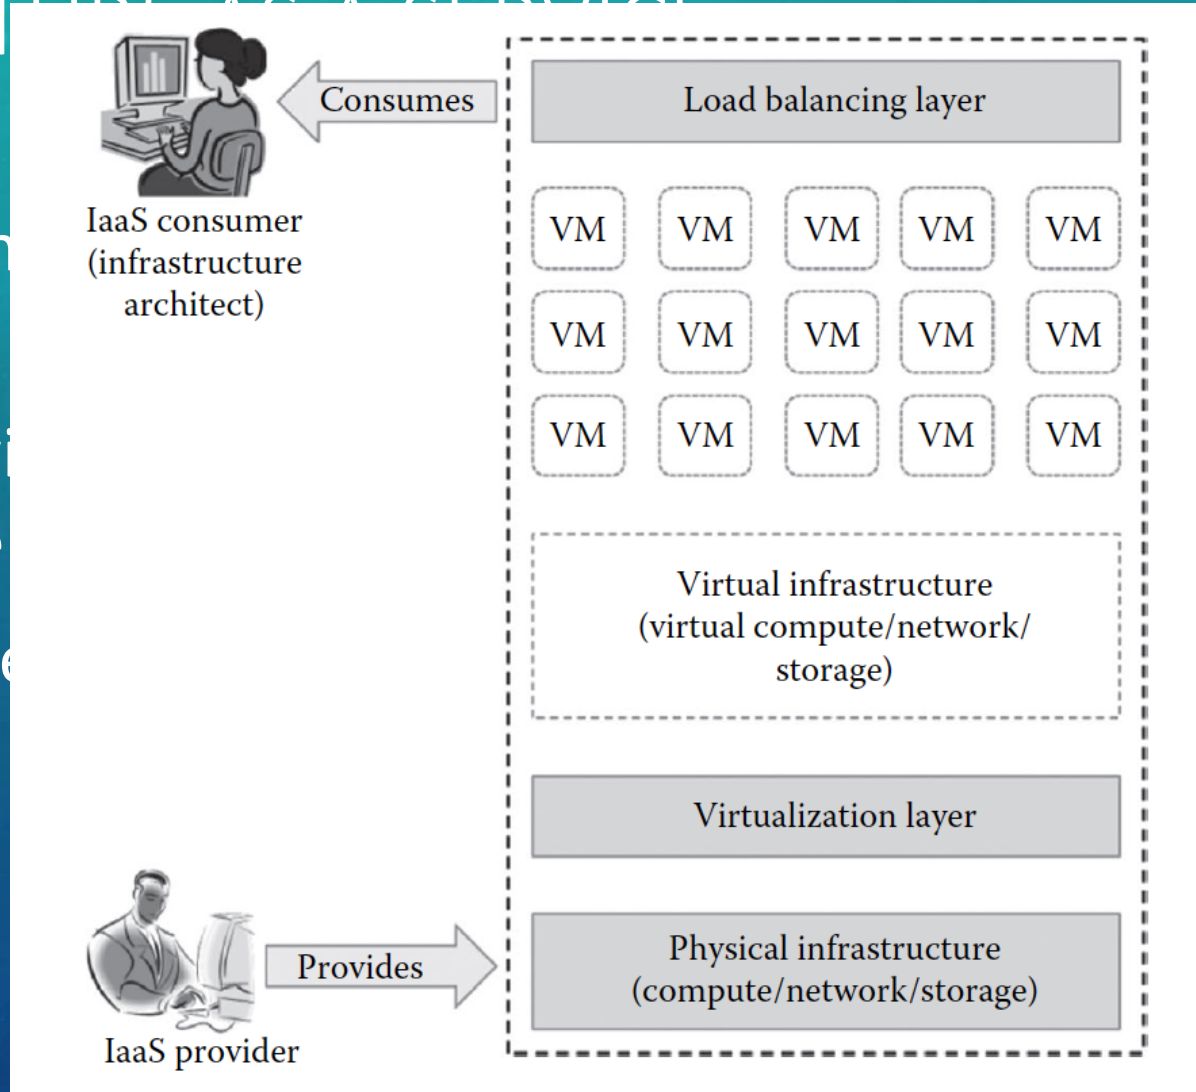 Consumes
Load balancing layer
IaaS consumer
(infrastructure
architect)
VM VM VM VM VM
VM VM VM VM VM
VM VM VM VM VM
Virtual infrastructure
(virtual compute/network/
storage)
Virtualization layer
Provides
Physical infrastructure
(compute/network/storage)
IaaS provider